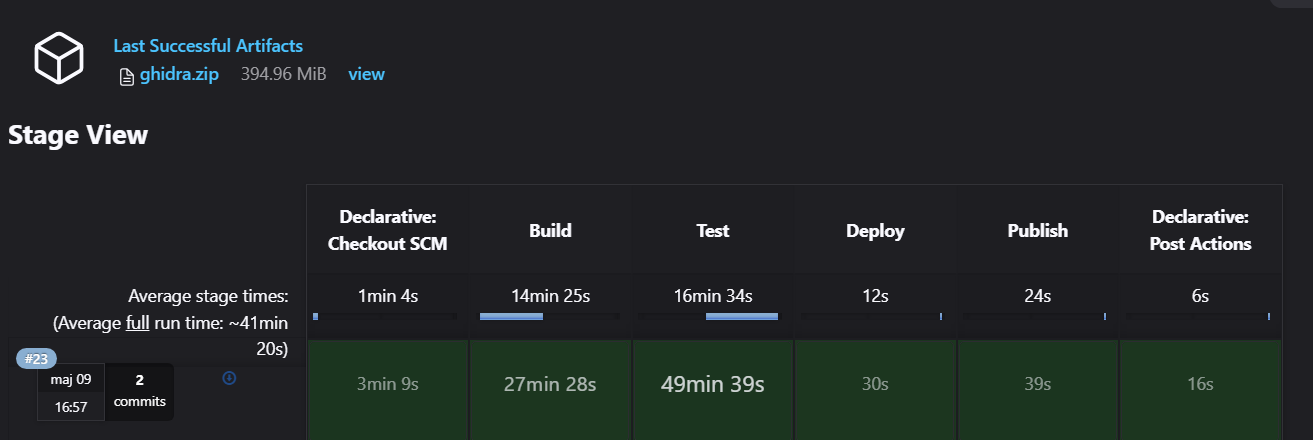 Last Successful Artifacts
ghidra.zip 394.96 MiB view
Stage View
Declarative: Checkout SCM
Build
Test
Deploy
Publish
Declarative: Post Actions
Average stage times:
(Average full run time: ~41min
20s)
1min 4s
14min 25s
16min 34s
12s
24s
6s
#23
maj 09
16:57
2
commits
3min 9s
27min 28s
49min 39s
30s
39s
16s